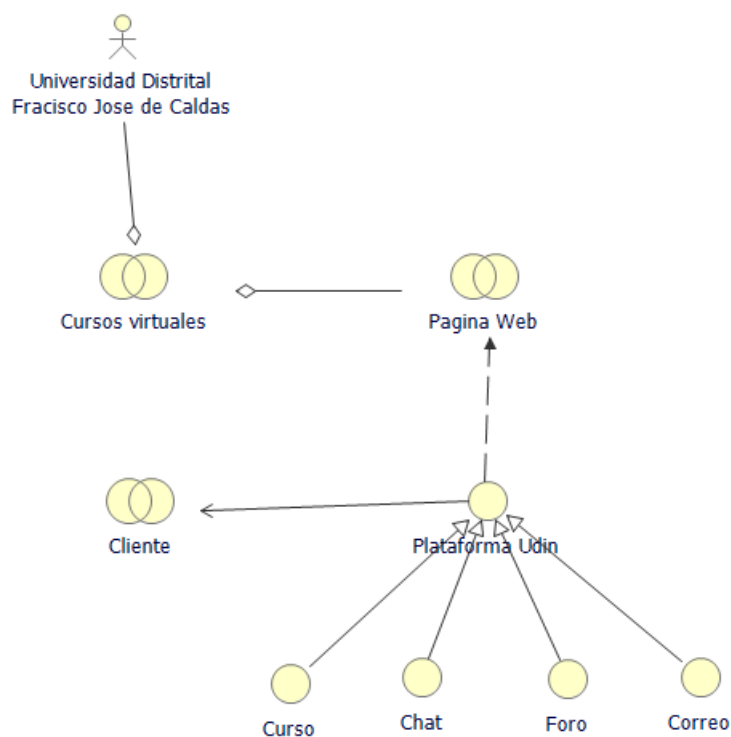 Universidad Distrital
Fracisco Jose de Caldas
Cursos virtuales
Pagina Web
Cliente
Plataforma Udin
Curso
Chat
Foro
Correo